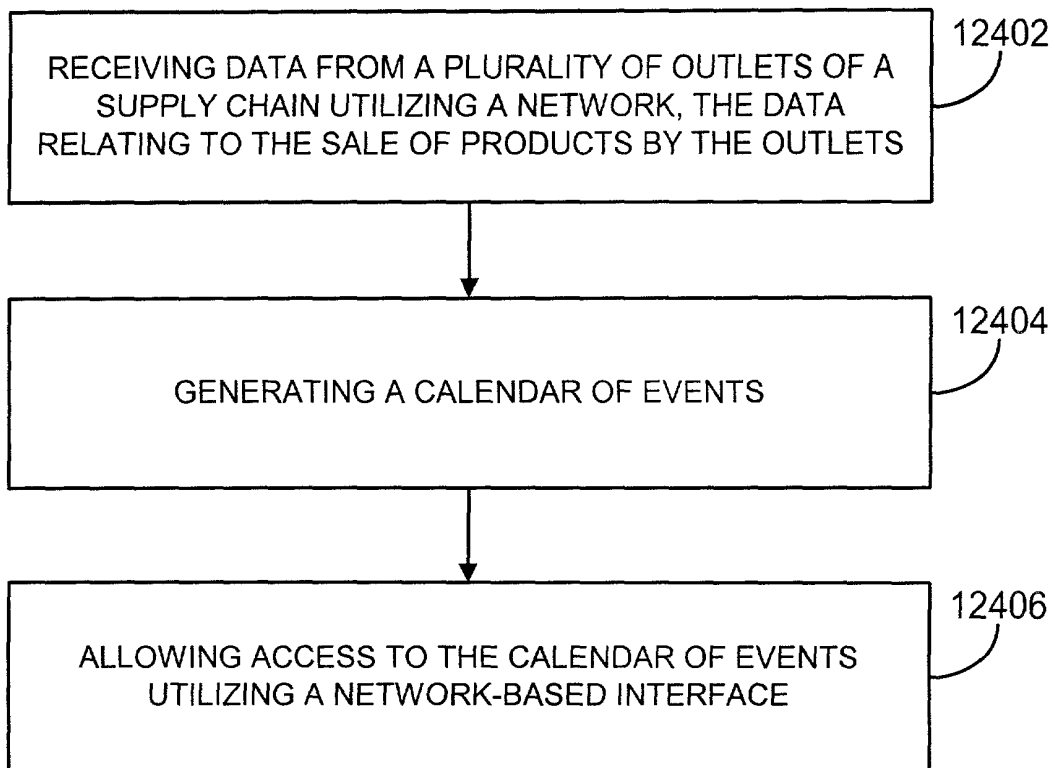 12402
RECEIVING DATA FROM A PLURALITY OF OUTLETS OF A
SUPPLY CHAIN UTILIZING A NETWORK, THE DATA
RELATING TO THE SALE OF PRODUCTS BY THE OUTLETS
12404
GENERATING A CALENDAR OF EVENTS
12406
ALLOWING ACCESS TO THE CALENDAR OF EVENTS
UTILIZING A NETWORK-BASED INTERFACE